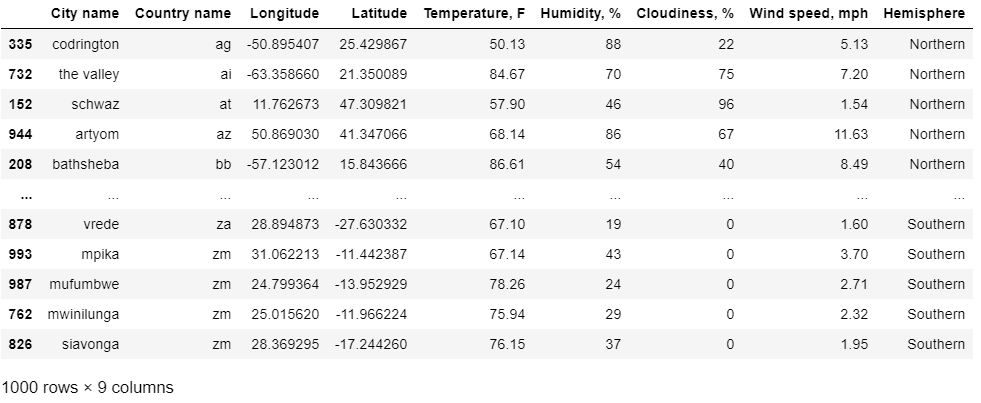 City name Country name Longitude Latitude Temperature, F Humidity, % Cloudiness, % Wind speed, mph Hemisphere
335 codrington ag -50.895407 25.429867 50.13 88 22 5.13 Northern
732 the valley ai -63.358660 21.350089 84.67 70 75 7.20 Northern
152 schwaz at 11.762673 47.309821 57.90 46 96 1.54 Northern
944 artyom az 50.869030 41.347066 68.14 86 67 11.63 Northern
208 bathsheba bb -57.123012 15.843666 86.61 54 40 8.49 Northern
... ... ... ... ... ... ... ... ... ...
878 vrede za 28.894873 -27.630332 67.10 19 0 1.60 Southern
993 mpika zm 31.062213 -11.442387 67.14 43 0 3.70 Southern
987 mufumbwe zm 24.799364 -13.952929 78.26 24 0 2.71 Southern
762 mwinilunga zm 25.015620 -11.966224 75.94 29 0 2.32 Southern
826 siavonga zm 28.369295 -17.244260 76.15 37 0 1.95 Southern
1000 rows × 9 columns